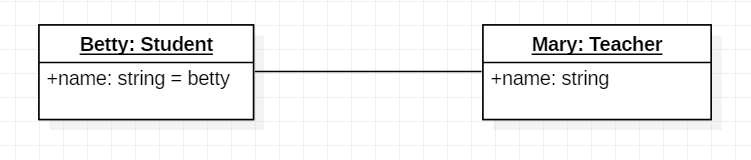 Betty: Student
+name: string = betty
Mary: Teacher
+name: string